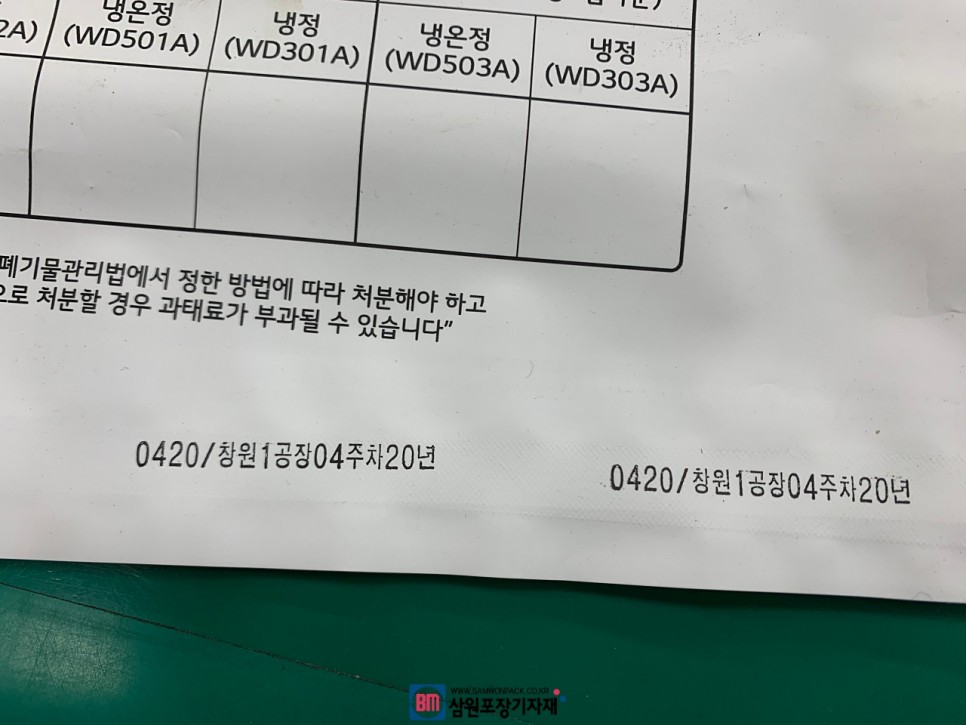 냉온정 냉정 냉온정 냉정
2A) (WD501A) (WD301A) (WD503A) (WD303A)
폐기물관리법에서 정한 방법에 따라 처분해야 하고
으로 처분할 경우 과태료가 부과될 수 있습니다”
0420/창원1공장04주차20년
0420/창원1공장04주차20년
WWW.SAMWONPACK.CO.KR
BM 삼원포장기자재